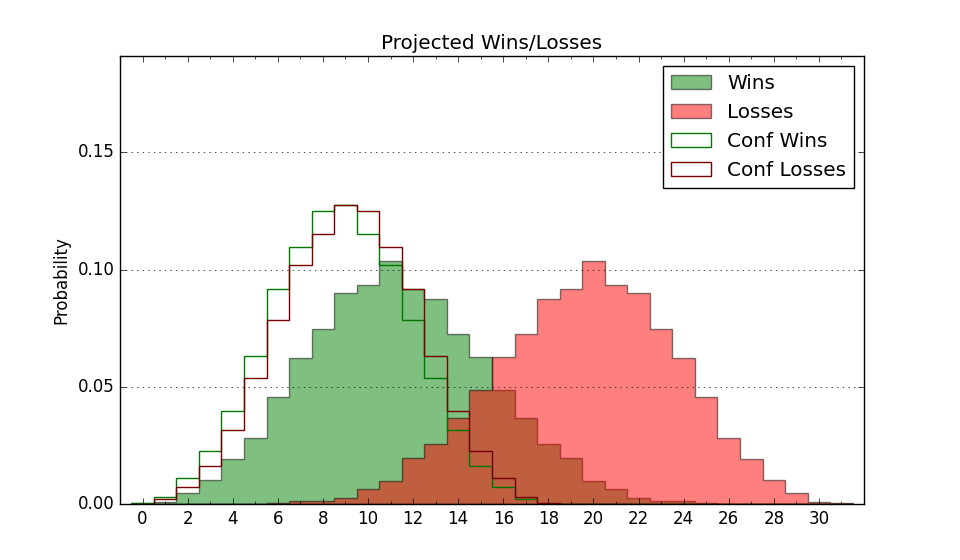 Projected Wins/Losses
Wins
Losses
Conf Wins
Conf Losses
Probability
0.15
0.10
0.05
0.00
0 2 4 6 8 10 12 14 16 18 20 22 24 26 28 30